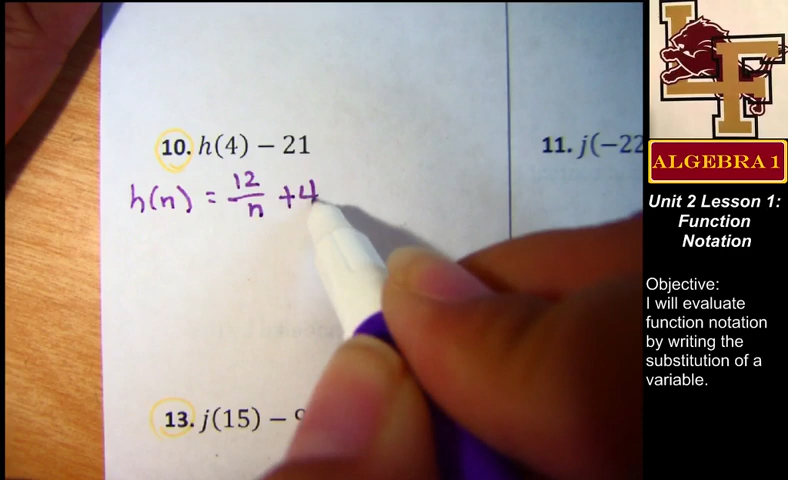 10. h(4) − 21
h(n) = 12/n + 4
11. j(−22
13. j(15) −
LF
ALGEBRA 1
Unit 2 Lesson 1:
Function
Notation
Objective:
I will evaluate
function notation
by writing the
substitution of a
variable.